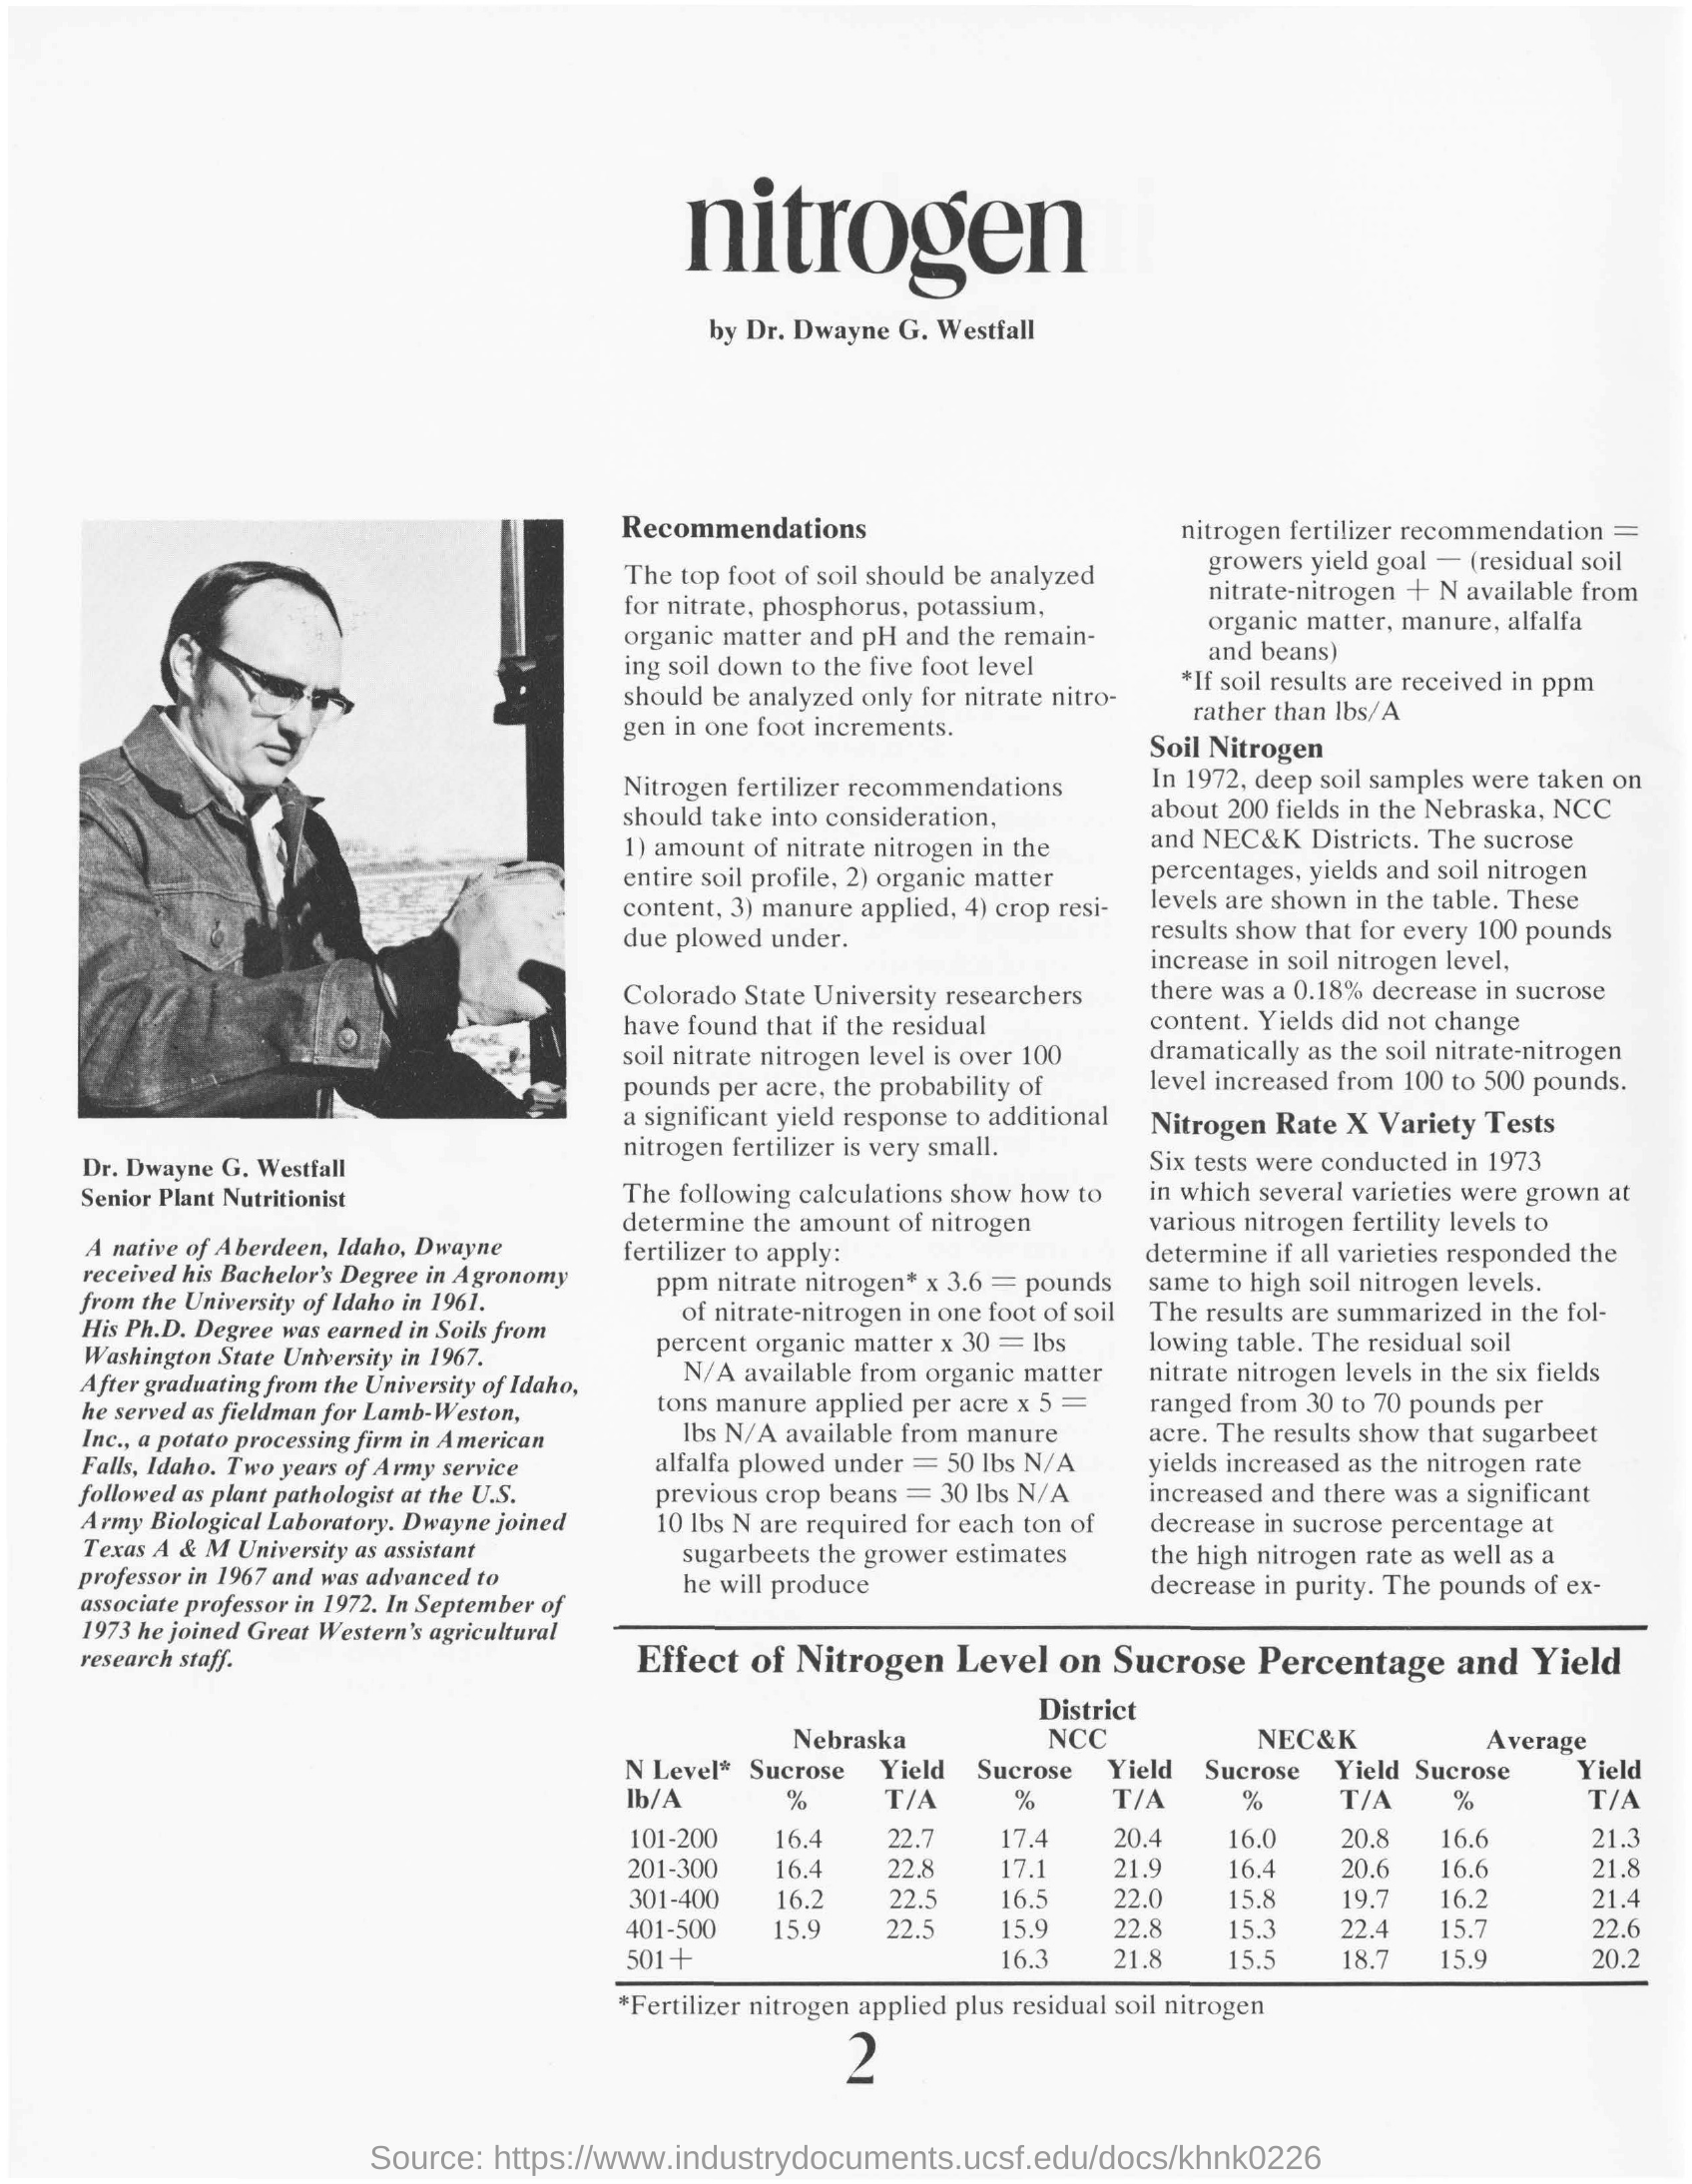 nitrogen
by Dr. Dwayne G. Westfall
Dr. Dwayne G. Westfall
Senior Plant Nutritionist
A native of Aberdeen, Idaho, Dwayne
received his Bachelor's Degree in Agronomy
from the University of Idaho in 1961.
His Ph.D. Degree was earned in Soils from
Washington State University in 1967.
After graduating from the University of Idaho,
he served as fieldman for Lamb-Weston,
Inc., a potato processing firm in American
Falls, Idaho. Two years of Army service
followed as plant pathologist at the U.S.
Army Biological Laboratory. Dwayne joined
Texas A & M University as assistant
professor in 1967 and was advanced to
associate professor in 1972. In September of
1973 he joined Great Western's agricultural
research staff.
Recommendations
The top foot of soil should be analyzed
for nitrate, phosphorus, potassium,
organic matter and pH and the remain-
ing soil down to the five foot level
should be analyzed only for nitrate nitro-
gen in one foot increments.
Nitrogen fertilizer recommendations
should take into consideration,
1) amount of nitrate nitrogen in the
entire soil profile, 2) organic matter
content, 3) manure applied, 4) crop resi-
due plowed under.
Colorado State University researchers
have found that if the residual
soil nitrate nitrogen level is over 100
pounds per acre, the probability of
a significant yield response to additional
nitrogen fertilizer is very small.
The following calculations show how to
determine the amount of nitrogen
fertilizer to apply:
ppm nitrate nitrogen* x 3.6 = pounds
of nitrate-nitrogen in one foot of soil
percent organic matter x 30 = lbs
N/A available from organic matter
tons manure applied per acre x 5 =
lbs N/A available from manure
alfalfa plowed under = 50 lbs N/A
previous crop beans = 30 lbs N/A
10 lbs N are required for each ton of
sugarbeets the grower estimates
he will produce
nitrogen fertilizer recommendation =
growers yield goal — (residual soil
nitrate-nitrogen + N available from
organic matter, manure, alfalfa
and beans)
*If soil results are received in ppm
rather than lbs/A
Soil Nitrogen
In 1972, deep soil samples were taken on
about 200 fields in the Nebraska, NCC
and NEC&K Districts. The sucrose
percentages, yields and soil nitrogen
levels are shown in the table. These
results show that for every 100 pounds
increase in soil nitrogen level,
there was a 0.18% decrease in sucrose
content. Yields did not change
dramatically as the soil nitrate-nitrogen
level increased from 100 to 500 pounds.
Nitrogen Rate X Variety Tests
Six tests were conducted in 1973
in which several varieties were grown at
various nitrogen fertility levels to
determine if all varieties responded the
same to high soil nitrogen levels.
The results are summarized in the fol-
lowing table. The residual soil
nitrate nitrogen levels in the six fields
ranged from 30 to 70 pounds per
acre. The results show that sugarbeet
yields increased as the nitrogen rate
increased and there was a significant
decrease in sucrose percentage at
the high nitrogen rate as well as a
decrease in purity. The pounds of ex-
Effect of Nitrogen Level on Sucrose Percentage and Yield
District
Nebraska NCC NEC&K Average
N Level* Sucrose Yield Sucrose Yield Sucrose Yield Sucrose Yield
lb/A % T/A % T/A % T/A % T/A
101-200 16.4 22.7 17.4 20.4 16.0 20.8 16.6 21.3
201-300 16.4 22.8 17.1 21.9 16.4 20.6 16.6 21.8
301-400 16.2 22.5 16.5 22.0 15.8 19.7 16.2 21.4
401-500 15.9 22.5 15.9 22.8 15.3 22.4 15.7 22.6
501+ 16.3 21.8 15.5 18.7 15.9 20.2
*Fertilizer nitrogen applied plus residual soil nitrogen
2
Source: https://www.industrydocuments.ucsf.edu/docs/khnk0226